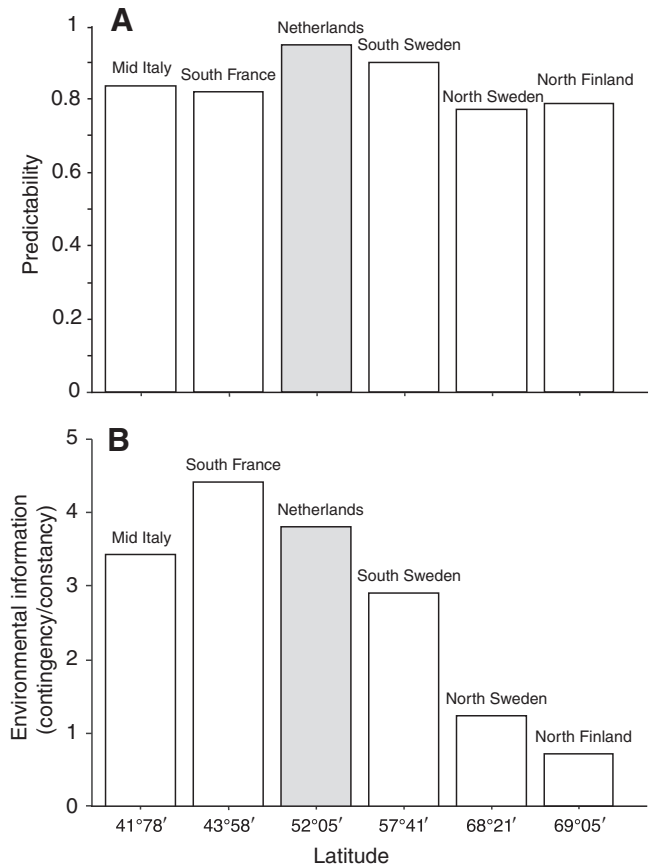 A
1
0.8
0.6
0.4
0.2
0
Predictability
Mid Italy
South France
Netherlands
South Sweden
North Sweden
North Finland
B
5
4
3
2
1
0
Environmental information
(contingency/constancy)
Mid Italy
South France
Netherlands
South Sweden
North Sweden
North Finland
41°78′ 43°58′ 52°05′ 57°41′ 68°21′ 69°05′
Latitude